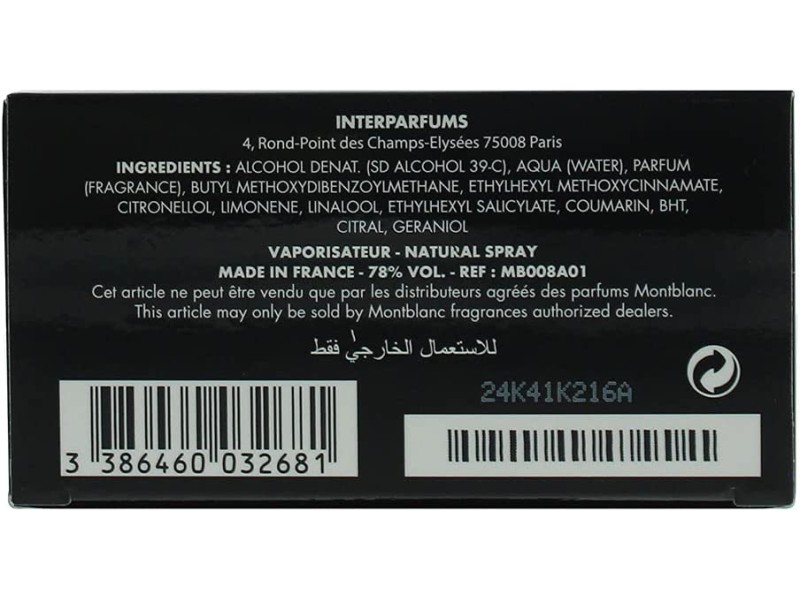 INTERPARFUMS
4, Rond-Point des Champs-Elysées 75008 Paris
INGREDIENTS : ALCOHOL DENAT. (SD ALCOHOL 39-C), AQUA (WATER), PARFUM
(FRAGRANCE), BUTYL METHOXYDIBENZOYLMETHANE, ETHYLHEXYL METHOXYCINNAMATE,
CITRONELLOL, LIMONENE, LINALOOL, ETHYLHEXYL SALICYLATE, COUMARIN, BHT,
CITRAL, GERANIOL
VAPORISATEUR - NATURAL SPRAY
MADE IN FRANCE - 78% VOL. - REF : MB008A01
Cet article ne peut être vendu que par les distributeurs agréés des parfums Montblanc.
This article may only be sold by Montblanc fragrances authorized dealers.
للاستعمال الخارجي فقط
24K41K216A
3 386460 032681